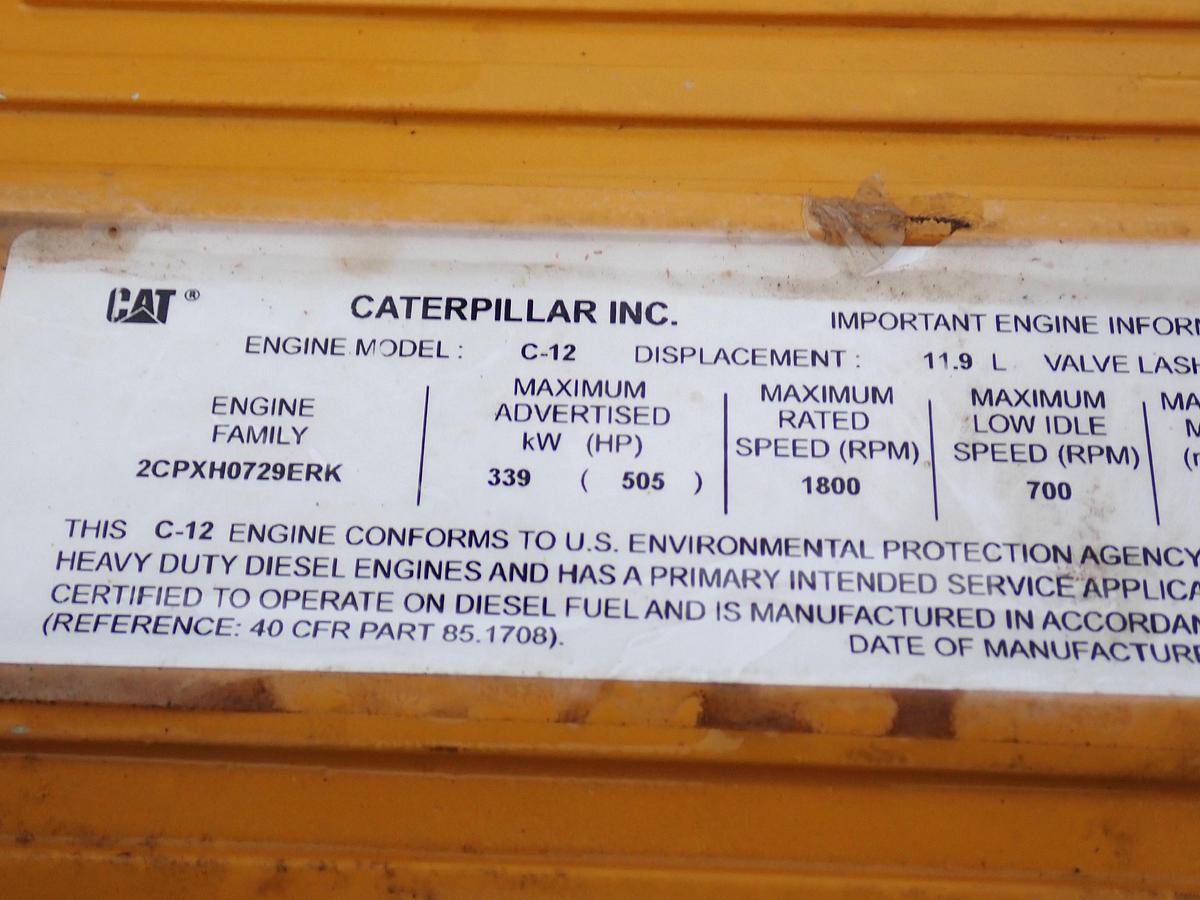 CAT ® CATERPILLAR INC. IMPORTANT ENGINE INFOR
ENGINE MODEL : C-12 DISPLACEMENT : 11.9 L VALVE LASH
ENGINE FAMILY
2CPXH0729ERK
MAXIMUM
ADVERTISED
kW (HP)
339 ( 505 )
MAXIMUM
RATED
SPEED (RPM)
1800
MAXIMUM
LOW IDLE
SPEED (RPM)
700
MA
M
THIS C-12 ENGINE CONFORMS TO U.S. ENVIRONMENTAL PROTECTION AGENCY
HEAVY DUTY DIESEL ENGINES AND HAS A PRIMARY INTENDED SERVICE APPLICA
CERTIFIED TO OPERATE ON DIESEL FUEL AND IS MANUFACTURED IN ACCORDAN
(REFERENCE: 40 CFR PART 85.1708). DATE OF MANUFACTURE